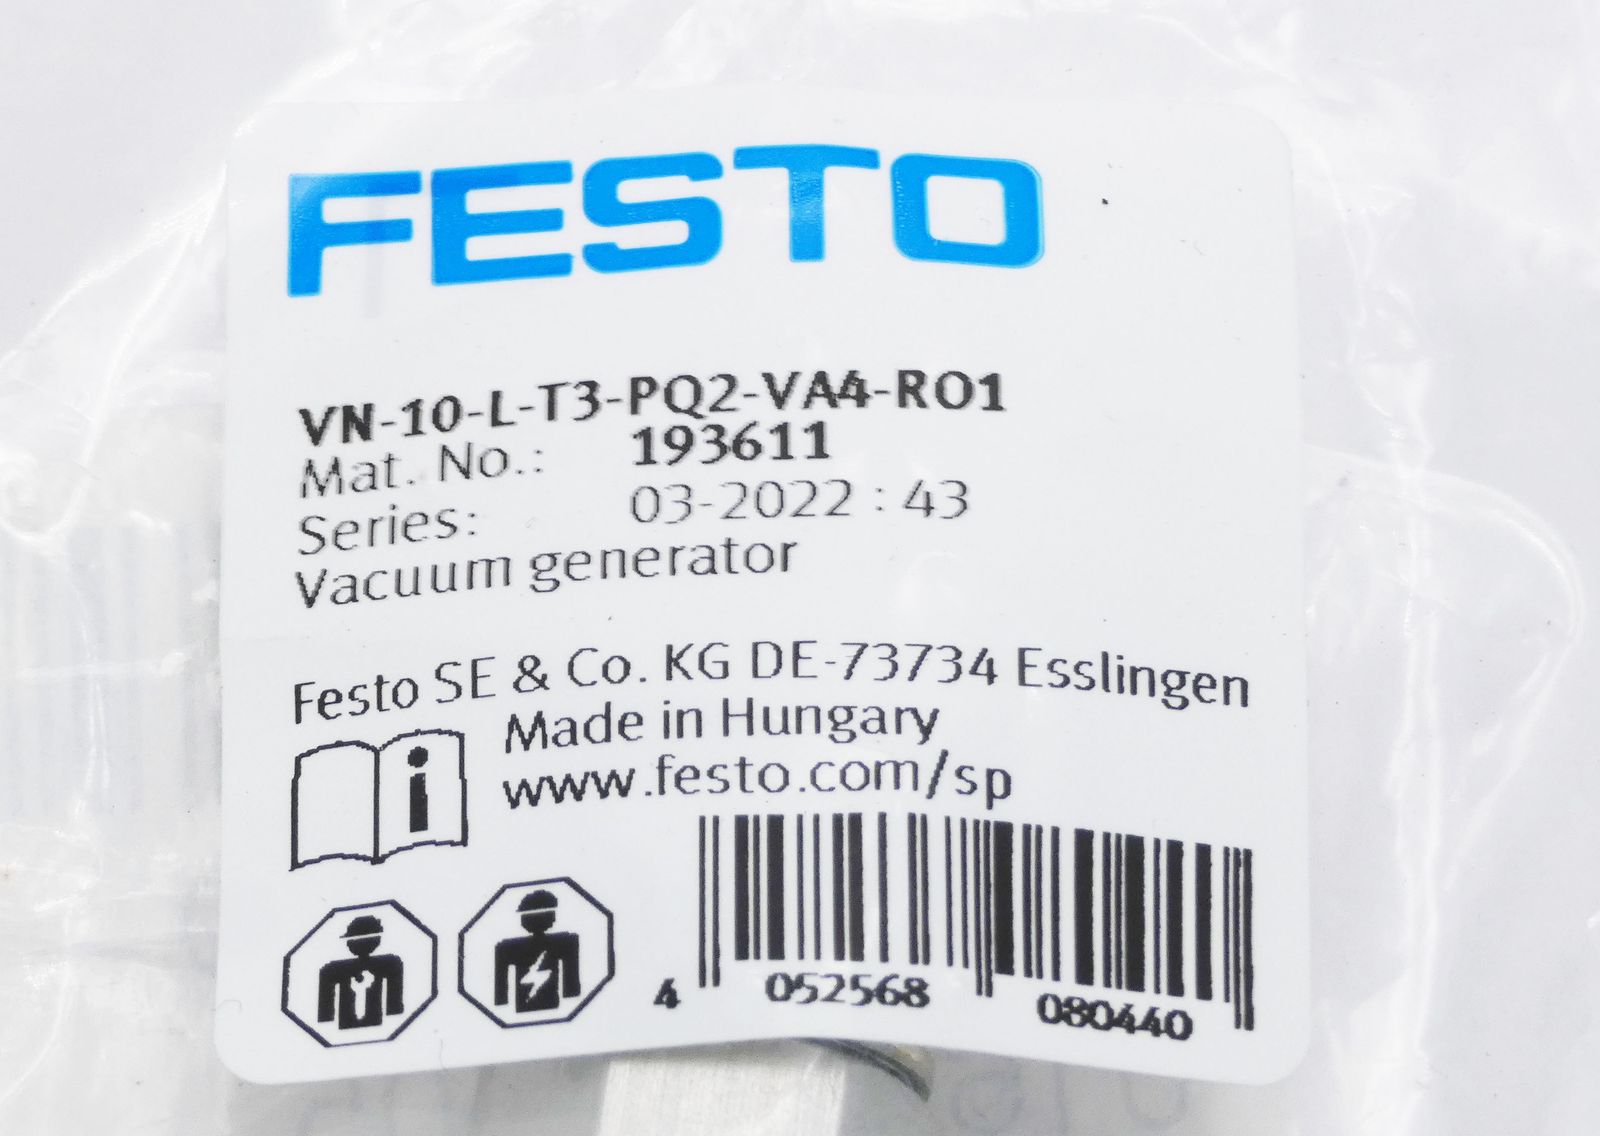 FESTO
VN-10-L-T3-PQ2-VA4-RO1
Mat. No.: 193611
Series: 03-2022 : 43
Vacuum generator
Festo SE & Co. KG DE-73734 Esslingen
Made in Hungary
www.festo.com/sp
i
4 052568 080440